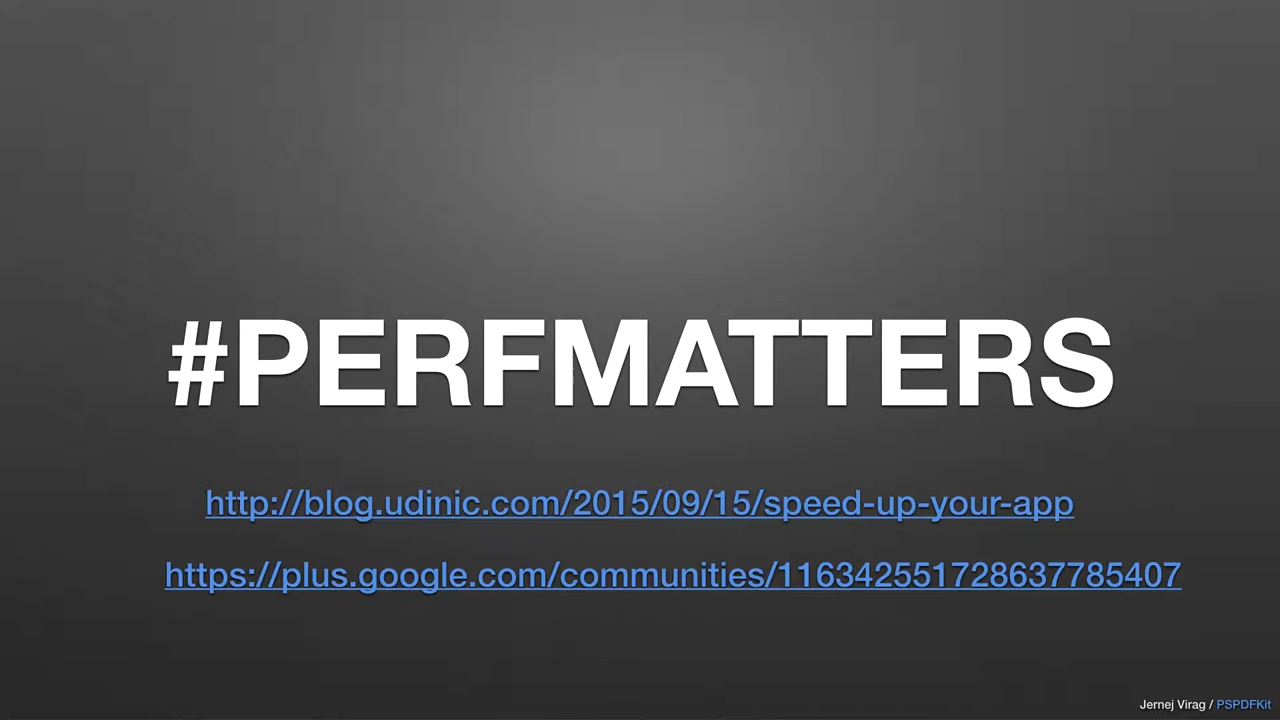 #PERFMATTERS
http://blog.udinic.com/2015/09/15/speed-up-your-app
https://plus.google.com/communities/116342551728637785407
Jernej Virag / PSPDFKit